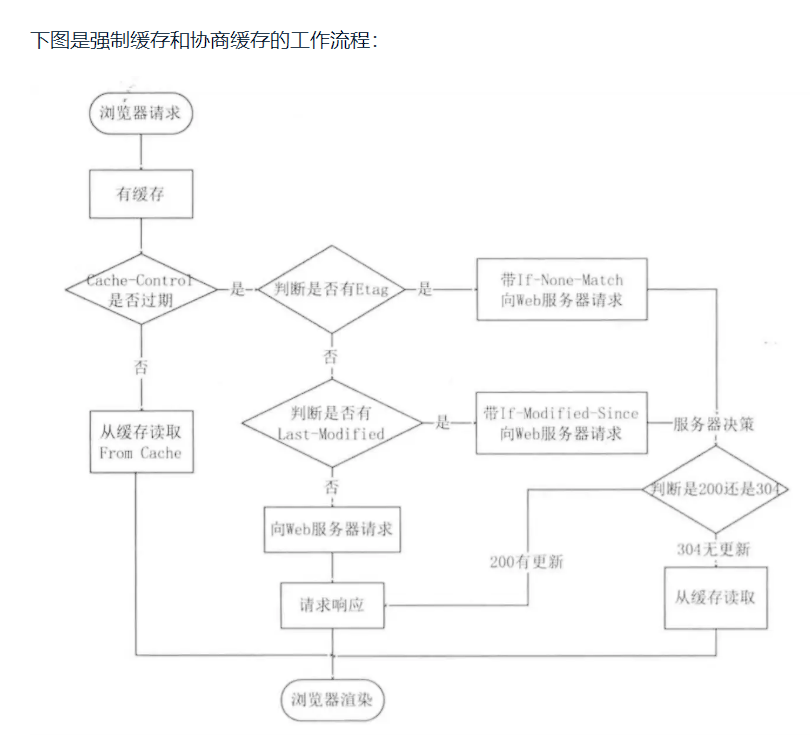 下图是强制缓存和协商缓存的工作流程：
浏览器请求
有缓存
Cache-Control
是否过期
是
判断是否有Etag
是
带If-None-Match
向Web服务器请求
否
否
从缓存读取
From Cache
判断是否有
Last-Modified
是
带If-Modified-Since
向Web服务器请求
服务器决策
判断是200还是304
否
向Web服务器请求
200有更新
304无更新
请求响应
从缓存读取
浏览器渲染